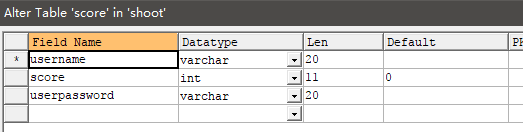 Alter Table 'score' in 'shoot'
Field Name Datatype Len Default
* username varchar 20
score int 11 0
userpassword varchar 20